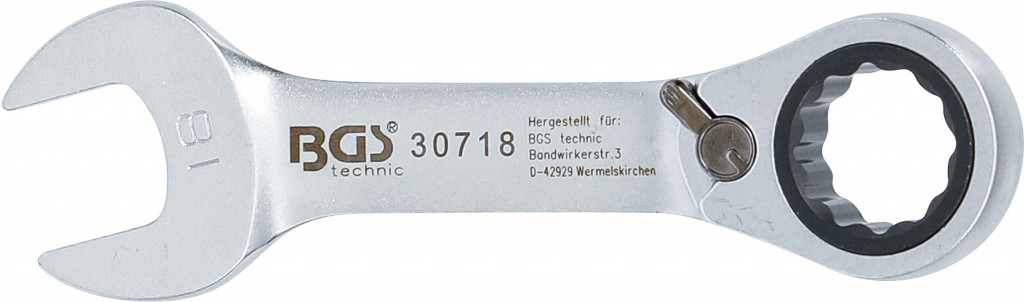 18
BGS®
technic
30718
Hergestellt für:
BGS technic
Bandwirkerstr.3
D-42929 Wermelskirchen